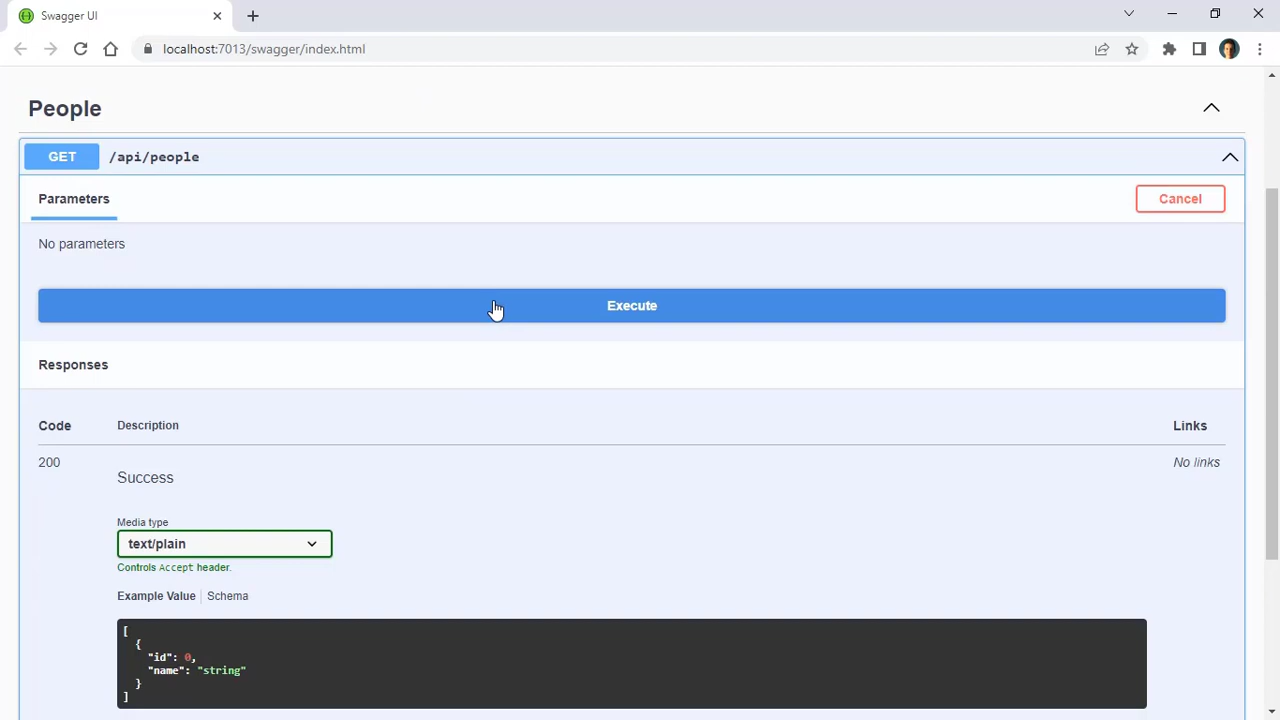 Swagger UI
localhost:7013/swagger/index.html
People
GET /api/people
Parameters
Cancel
No parameters
Execute
Responses
Code Description Links
200 Success No links
Media type
text/plain
Controls Accept header.
Example Value Schema
[
{
"id": 0,
"name": "string"
}
]